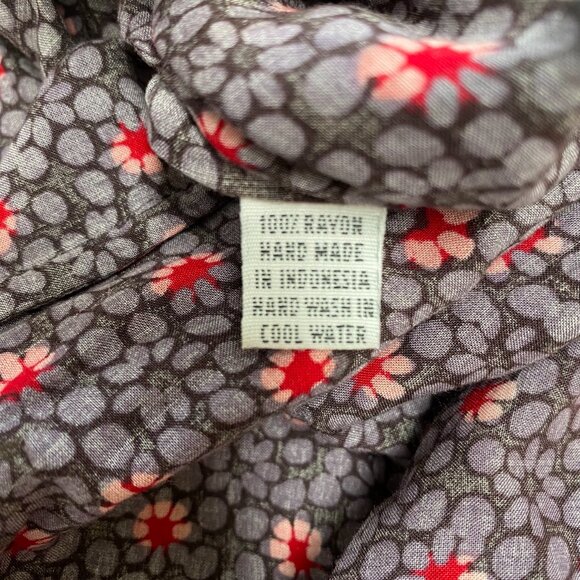 100% RAYON
HAND MADE
IN INDONESIA
HAND WASH IN
COOL WATER